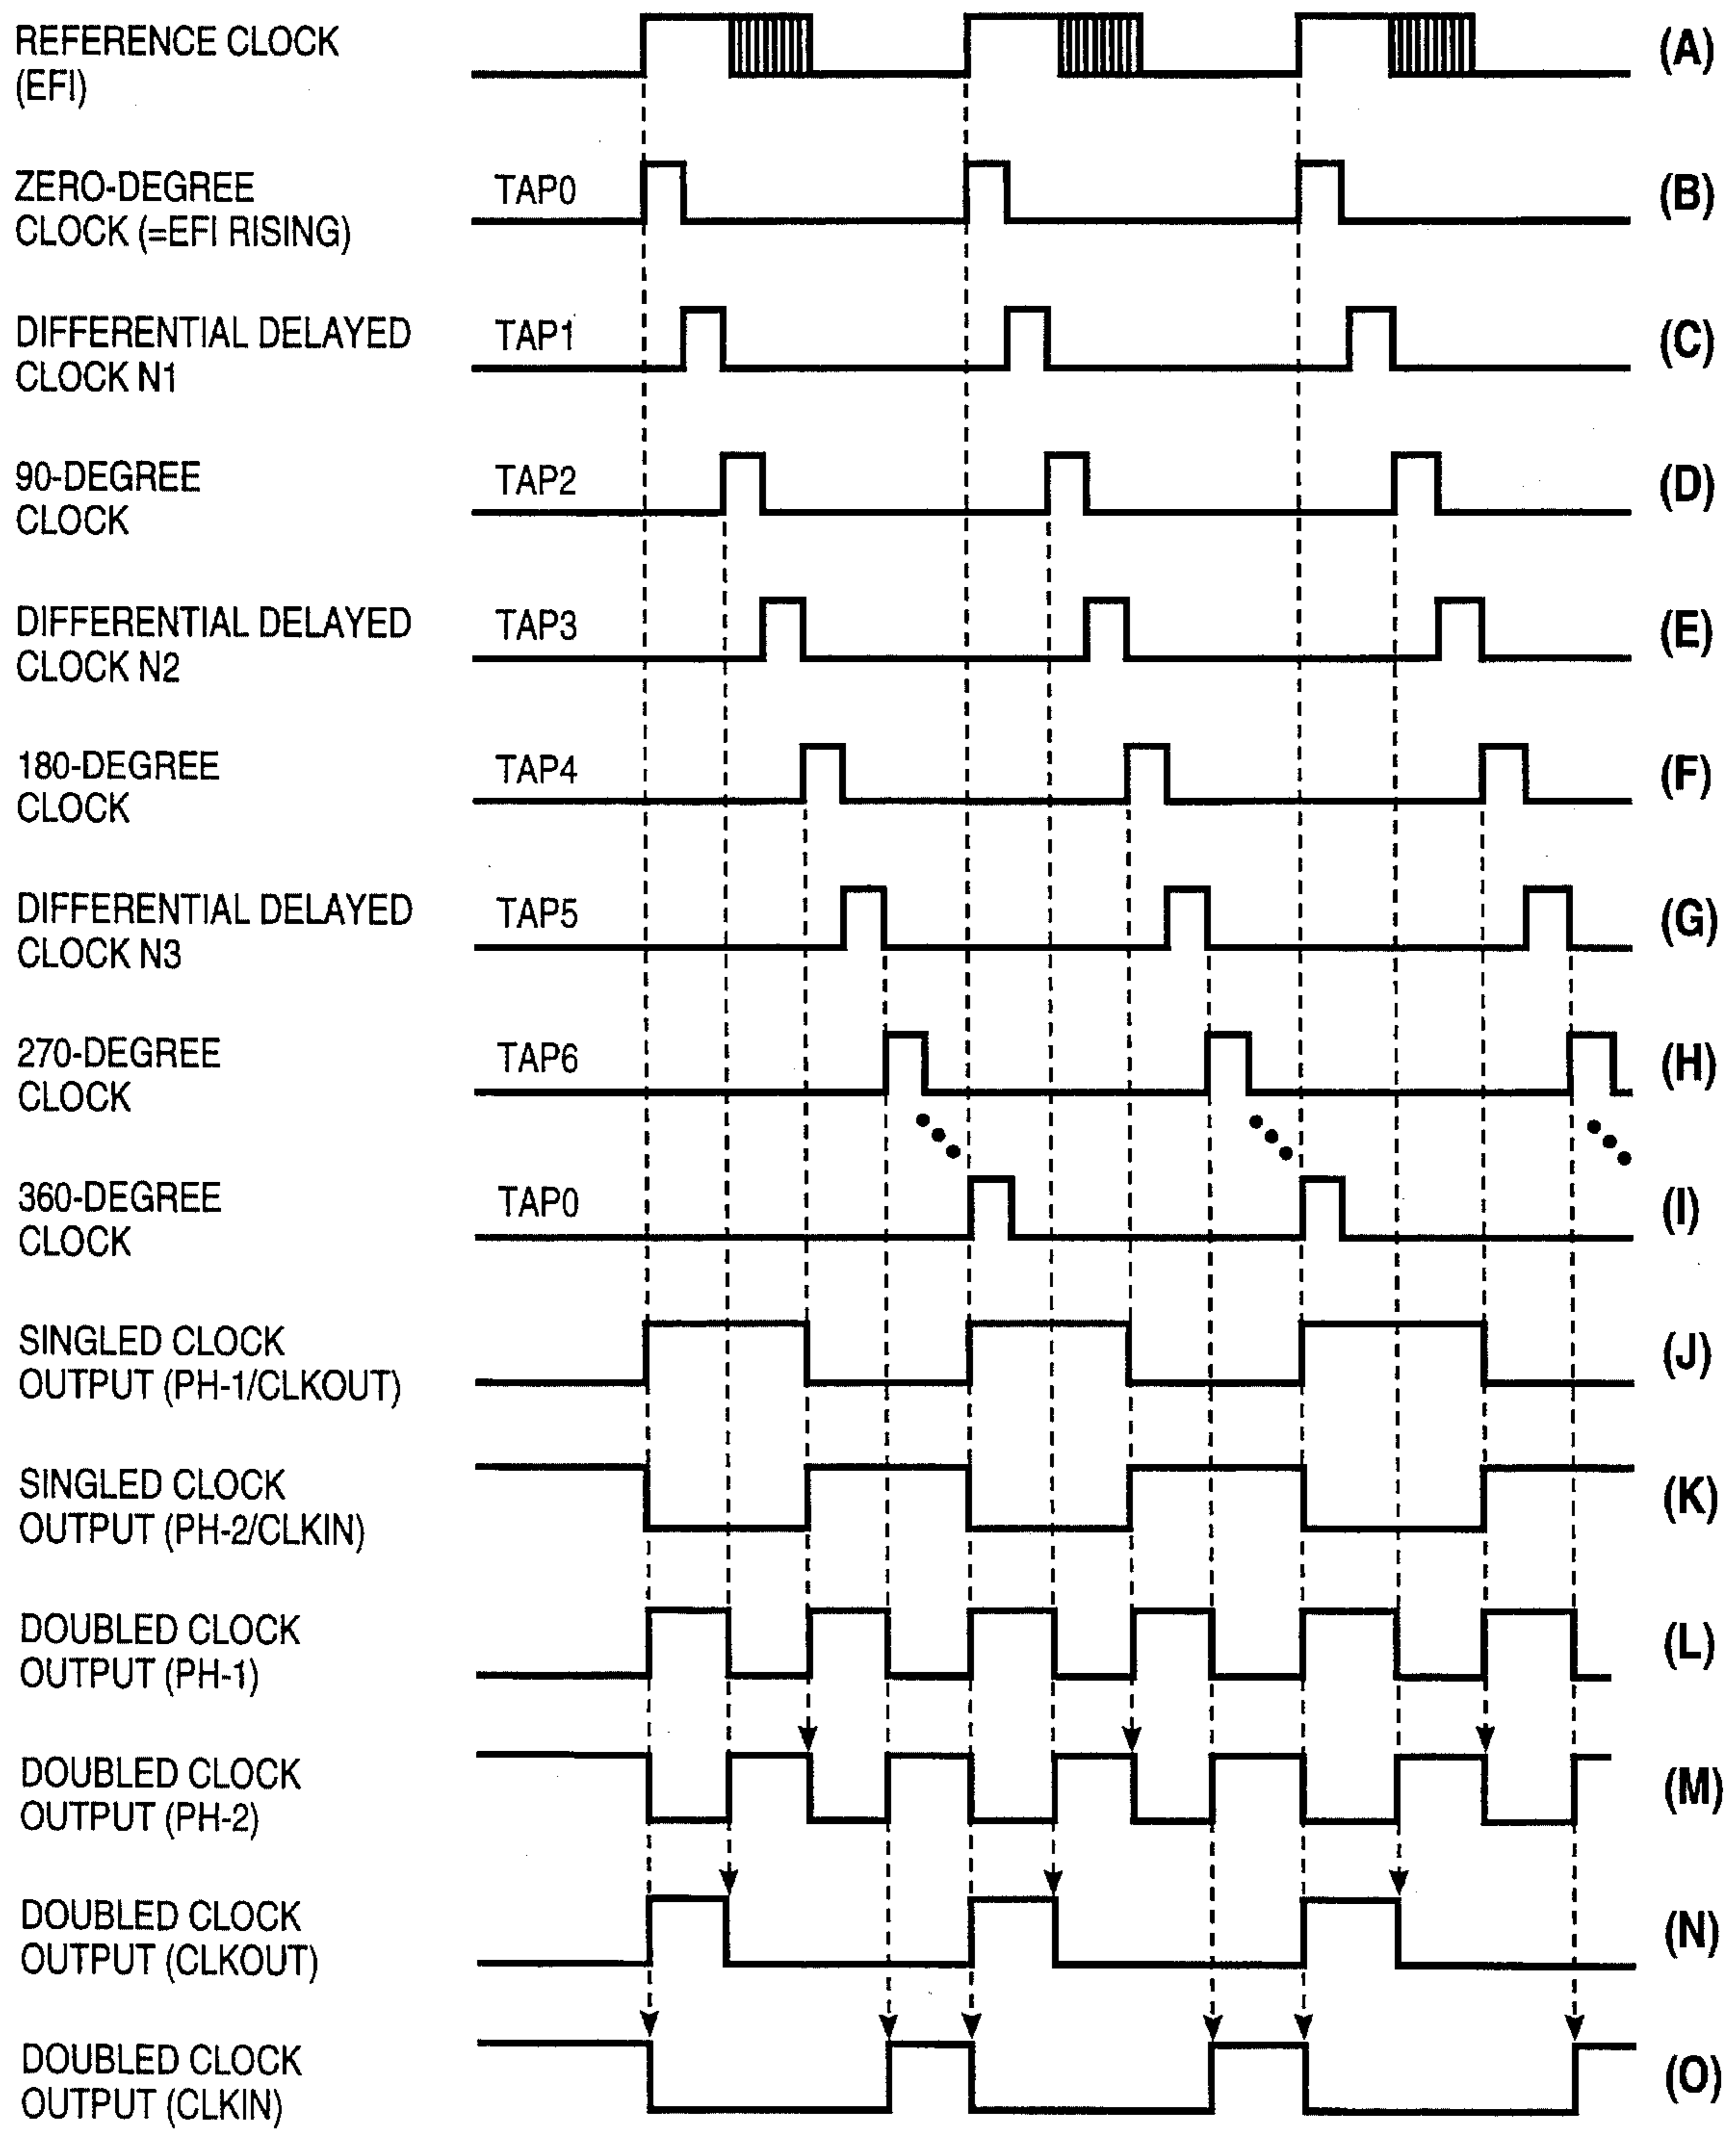 REFERENCE CLOCK
(EFI)
(A)
ZERO-DEGREE
CLOCK (=EFI RISING)
TAP0
(B)
DIFFERENTIAL DELAYED
CLOCK N1
TAP1
(C)
90-DEGREE
CLOCK
TAP2
(D)
DIFFERENTIAL DELAYED
CLOCK N2
TAP3
(E)
180-DEGREE
CLOCK
TAP4
(F)
DIFFERENTIAL DELAYED
CLOCK N3
TAP5
(G)
270-DEGREE
CLOCK
TAP6
(H)
360-DEGREE
CLOCK
TAP0
(I)
SINGLED CLOCK
OUTPUT (PH-1/CLKOUT)
(J)
SINGLED CLOCK
OUTPUT (PH-2/CLKIN)
(K)
DOUBLED CLOCK
OUTPUT (PH-1)
(L)
DOUBLED CLOCK
OUTPUT (PH-2)
(M)
DOUBLED CLOCK
OUTPUT (CLKOUT)
(N)
DOUBLED CLOCK
OUTPUT (CLKIN)
(O)